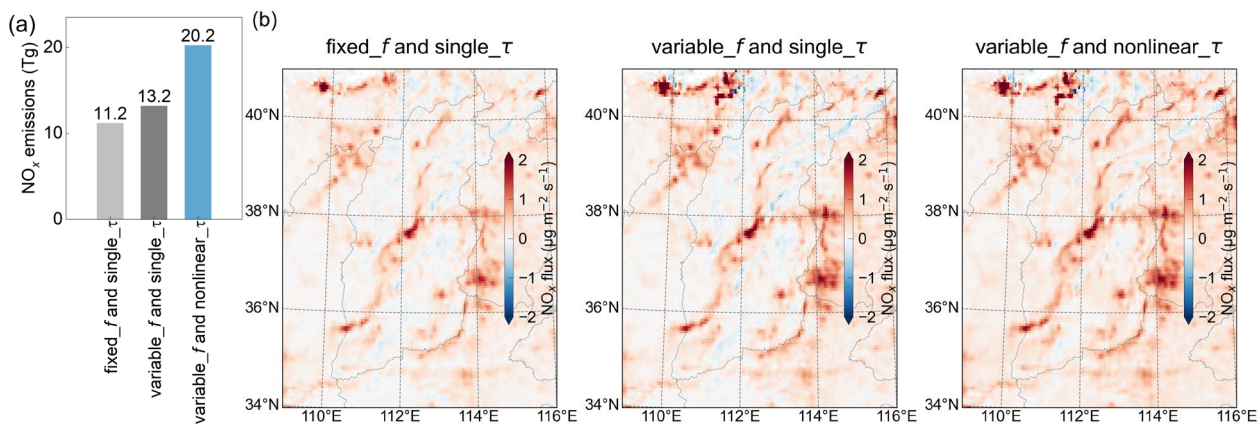 (a)
NOx emissions (Tg)
20
10
0
11.2
13.2
20.2
fixed_f and single_τ
variable_f and single_τ
variable_f and nonlinear_τ
(b)
fixed_f and single_τ
40°N
38°N
36°N
34°N
110°E
112°E
114°E
116°E
2
1
0
−1
−2
NOx flux (μg m−2 s−1)
variable_f and single_τ
40°N
38°N
36°N
34°N
110°E
112°E
114°E
116°E
2
1
0
−1
−2
NOx flux (μg m−2 s−1)
variable_f and nonlinear_τ
40°N
38°N
36°N
34°N
110°E
112°E
114°E
116°E
2
1
0
−1
−2
NOx flux (μg m−2 s−1)